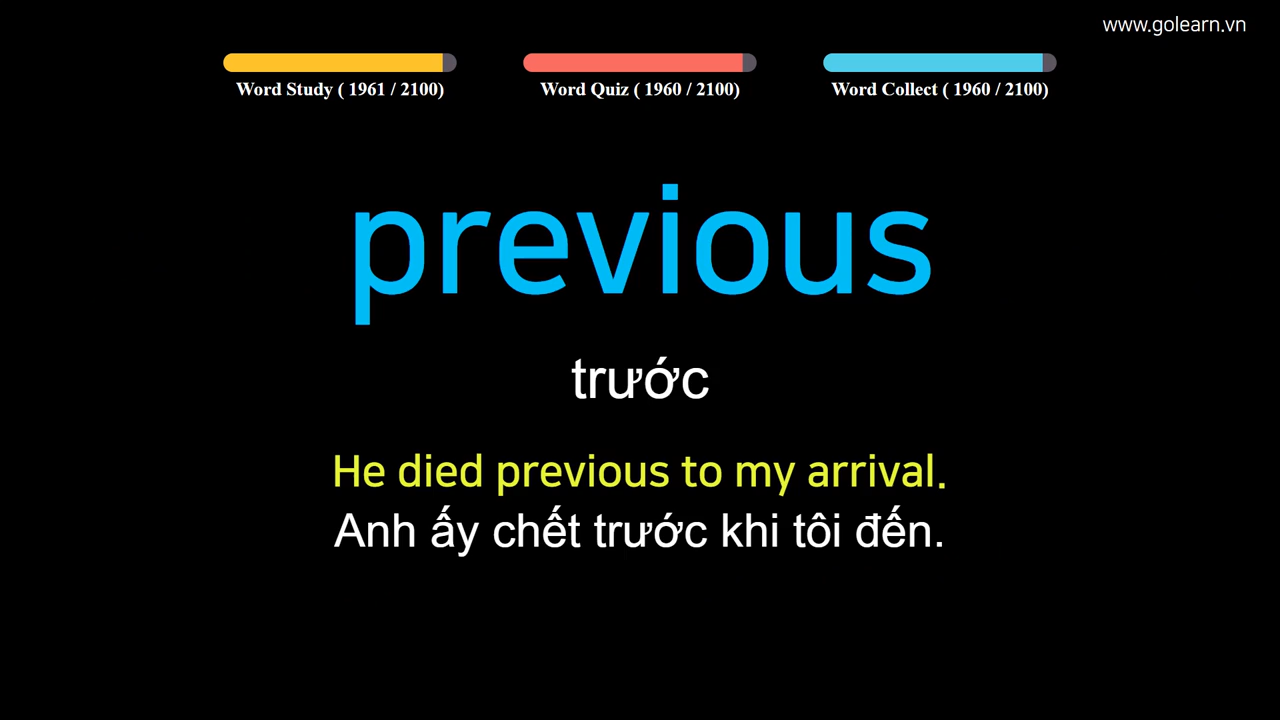 www.golearn.vn
Word Study ( 1961 / 2100)
Word Quiz ( 1960 / 2100)
Word Collect ( 1960 / 2100)
previous
trước
He died previous to my arrival.
Anh ấy chết trước khi tôi đến.